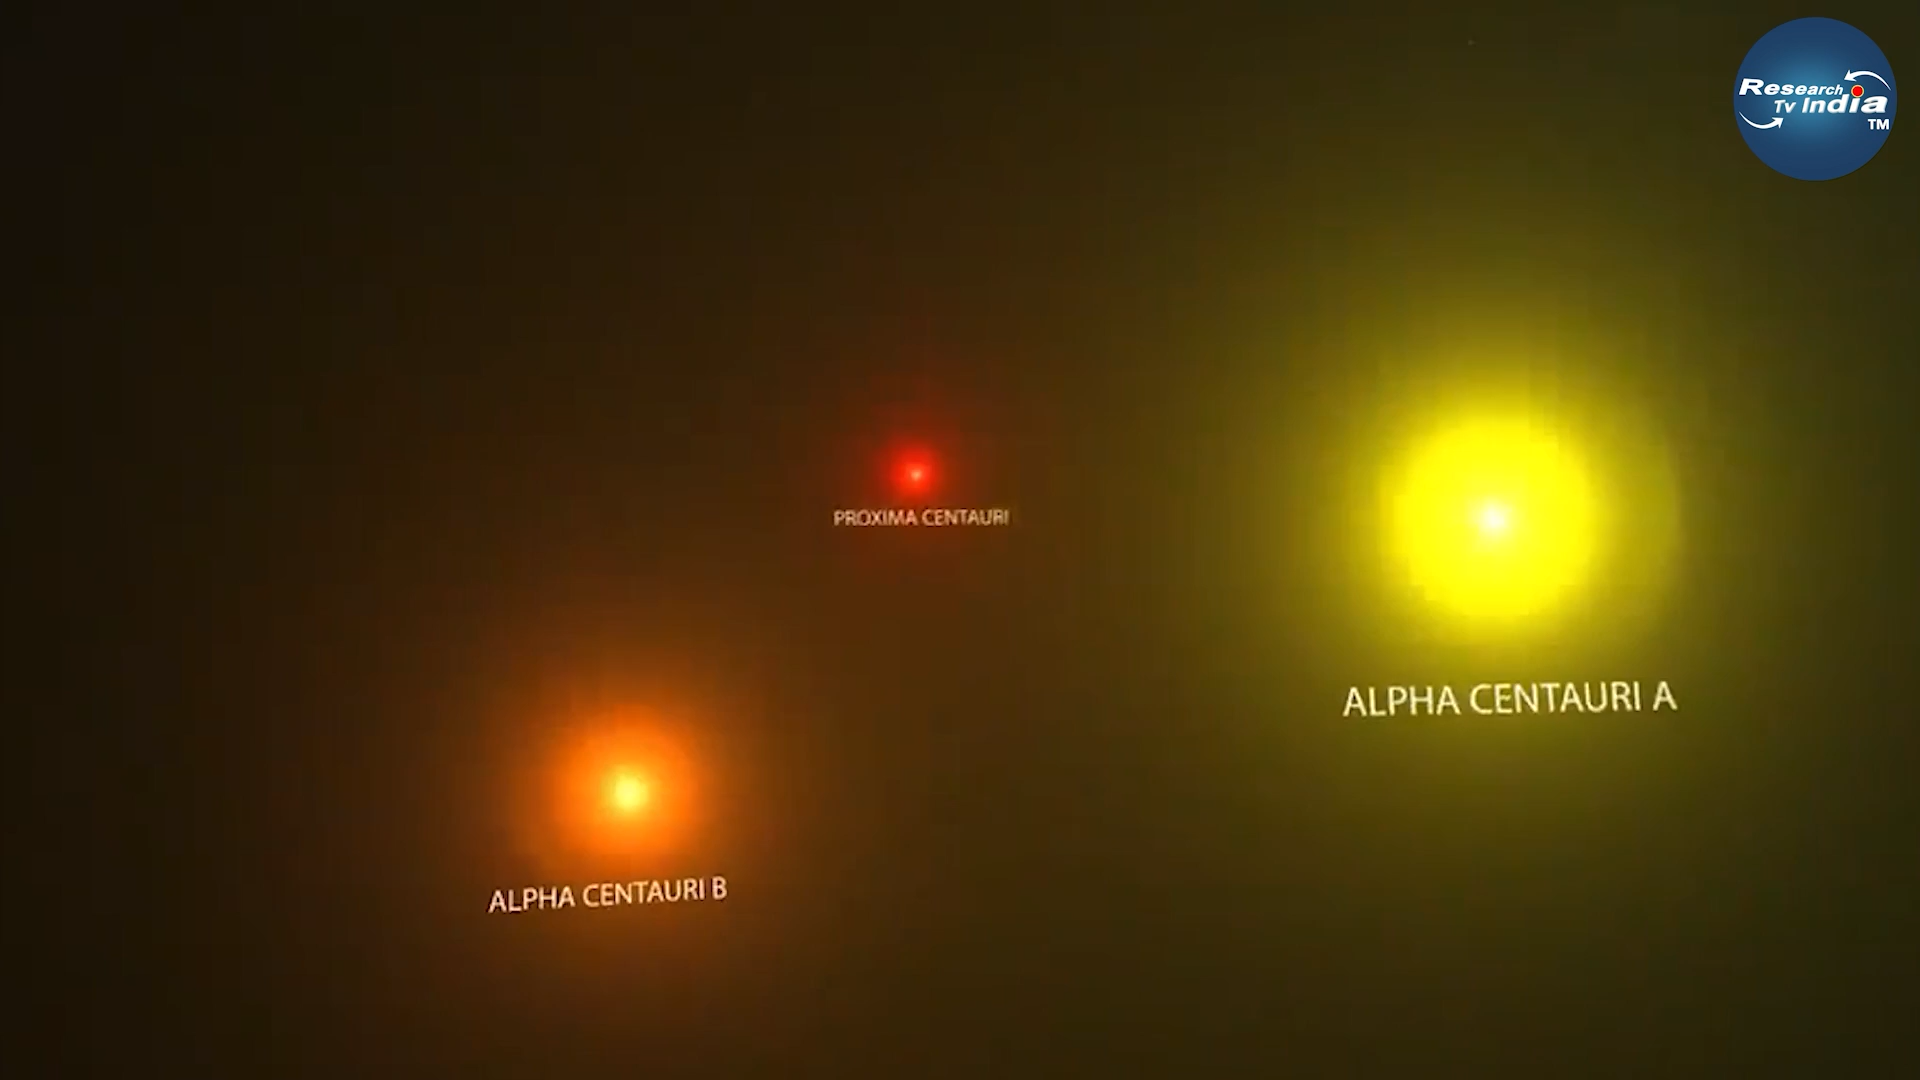 Research
Tv India
TM
PROXIMA CENTAURI
ALPHA CENTAURI A
ALPHA CENTAURI B